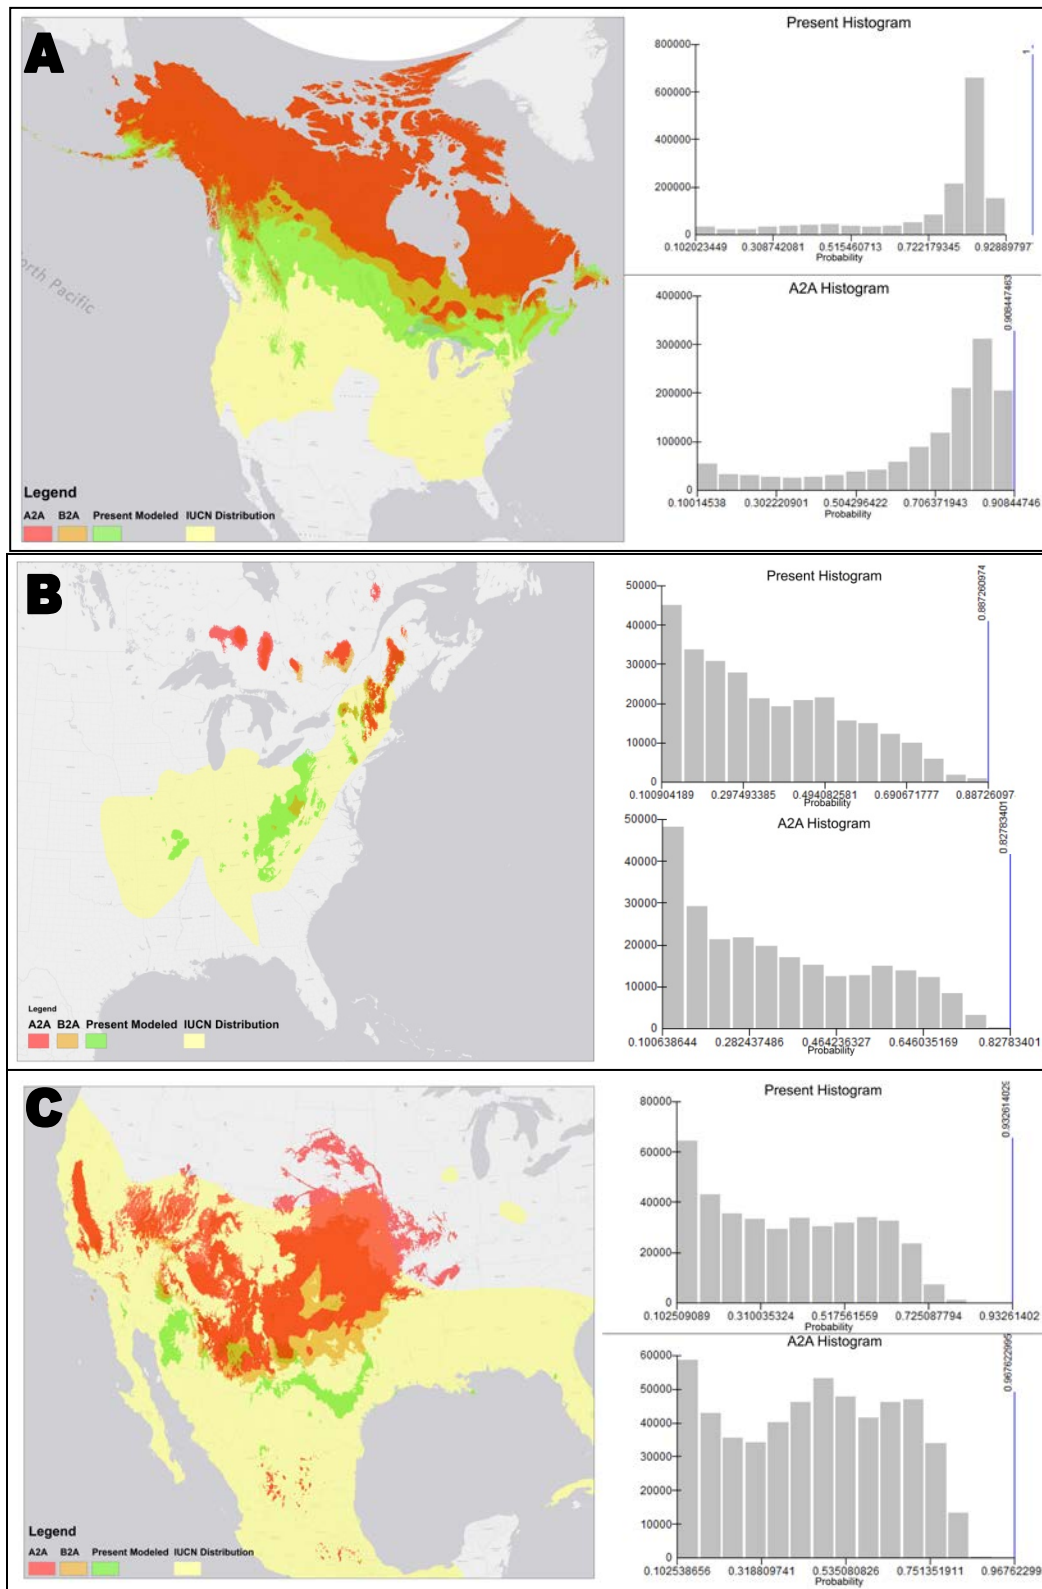 A
orth Pacific
Legend
A2A B2A Present Modeled IUCN Distribution
Present Histogram
800000
600000
400000
200000
0
0.102023449 0.308742081 0.515460713 0.722179345 0.92889797
Probability
1
A2A Histogram
400000
300000
200000
100000
0
0.10014538 0.302220901 0.504296422 0.706371943 0.90844746
Probability
0.908447463
B
Legend
A2A B2A Present Modeled IUCN Distribution
Present Histogram
50000
40000
30000
20000
10000
0
0.100904189 0.297493385 0.494082581 0.690671777 0.88726097
Probability
0.887260974
A2A Histogram
50000
40000
30000
20000
10000
0
0.100638644 0.282437486 0.464236327 0.646035169 0.82783401
Probability
0.82783401
C
Legend
A2A B2A Present Modeled IUCN Distribution
Present Histogram
80000
60000
40000
20000
0
0.102509089 0.310035324 0.517561559 0.725087794 0.93261402
Probability
0.932614029
A2A Histogram
60000
50000
40000
30000
20000
10000
0
0.102538656 0.318809741 0.535080826 0.751351911 0.967622995
Probability
0.967622995